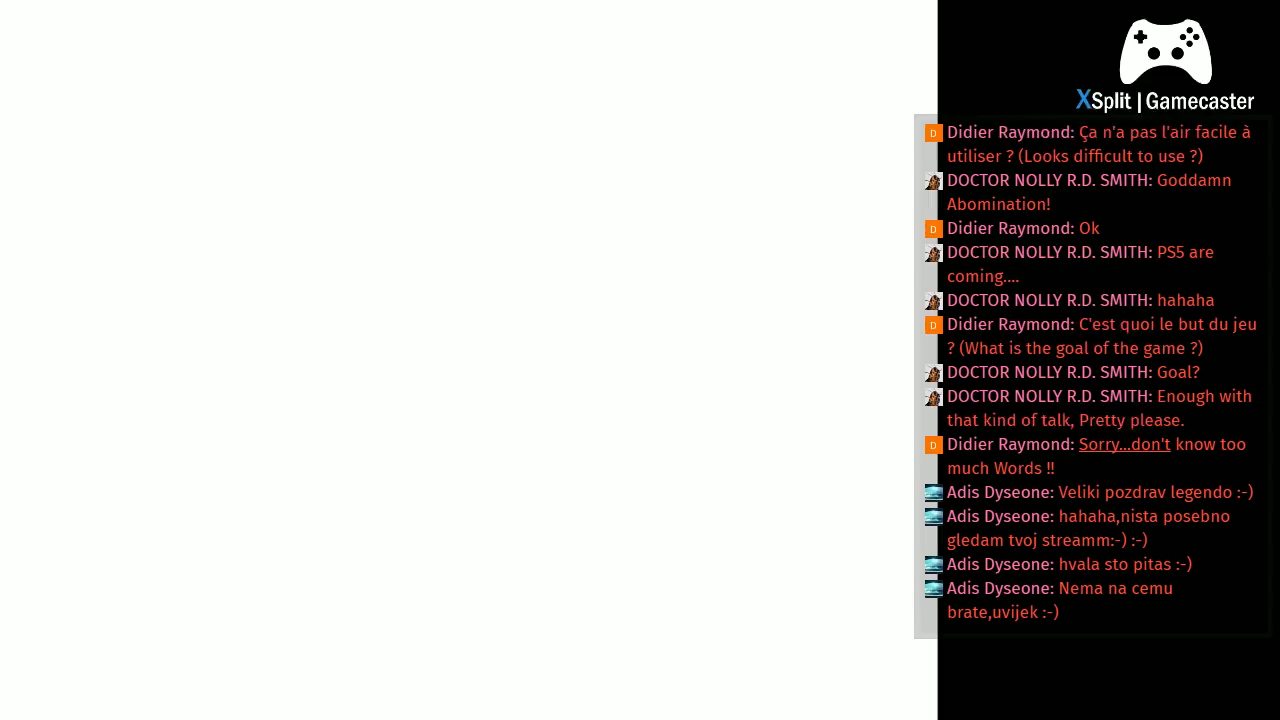 XSplit | Gamecaster
D Didier Raymond: Ça n'a pas l'air facile à
utiliser ? (Looks difficult to use ?)
DOCTOR NOLLY R.D. SMITH: Goddamn
Abomination!
D Didier Raymond: Ok
DOCTOR NOLLY R.D. SMITH: PS5 are
coming....
DOCTOR NOLLY R.D. SMITH: hahaha
D Didier Raymond: C'est quoi le but du jeu
? (What is the goal of the game ?)
DOCTOR NOLLY R.D. SMITH: Goal?
DOCTOR NOLLY R.D. SMITH: Enough with
that kind of talk, Pretty please.
D Didier Raymond: Sorry...don't know too
much Words !!
Adis Dyseone: Veliki pozdrav legendo :-)
Adis Dyseone: hahaha,nista posebno
gledam tvoj streamm:-) :-)
Adis Dyseone: hvala sto pitas :-)
Adis Dyseone: Nema na cemu
brate,uvijek :-)